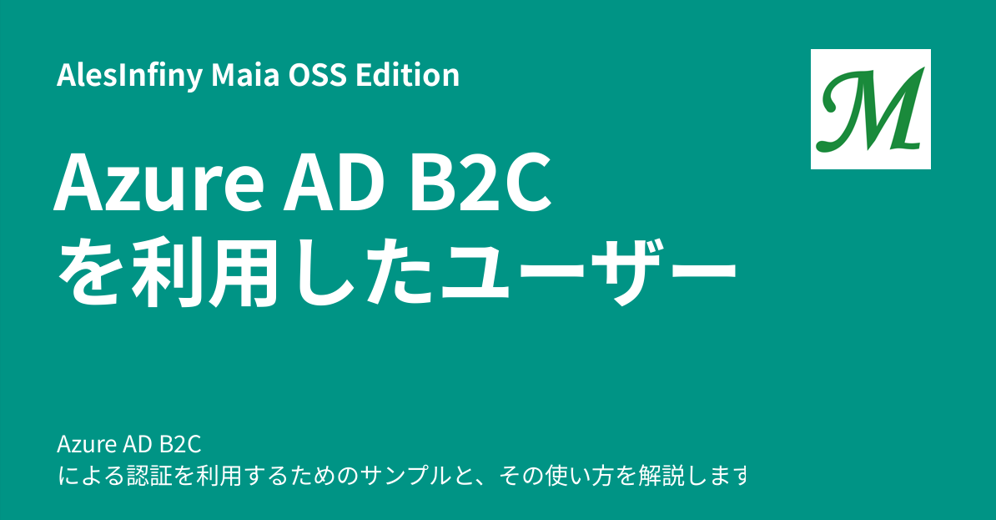 AlesInfiny Maia OSS Edition
M
Azure AD B2C
を利用したユーザー
Azure AD B2C
による認証を利用するためのサンプルと、その使い方を解説します